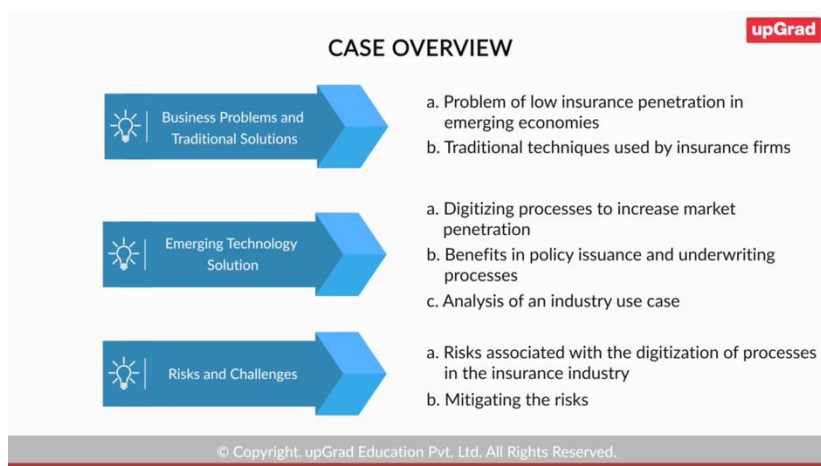 upGrad
CASE OVERVIEW
Business Problems and
Traditional Solutions
a. Problem of low insurance penetration in
emerging economies
b. Traditional techniques used by insurance firms
Emerging Technology
Solution
a. Digitizing processes to increase market
penetration
b. Benefits in policy issuance and underwriting
processes
c. Analysis of an industry use case
Risks and Challenges
a. Risks associated with the digitization of processes
in the insurance industry
b. Mitigating the risks
© Copyright. upGrad Education Pvt. Ltd. All Rights Reserved.